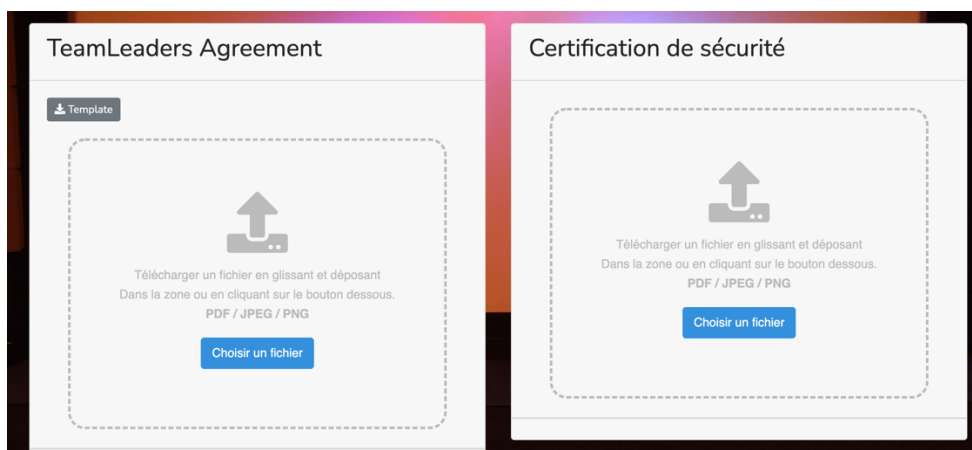 TeamLeaders Agreement
Template
Télécharger un fichier en glissant et déposant
Dans la zone ou en cliquant sur le bouton dessous.
PDF / JPEG / PNG
Choisir un fichier
Certification de sécurité
Télécharger un fichier en glissant et déposant
Dans la zone ou en cliquant sur le bouton dessous.
PDF / JPEG / PNG
Choisir un fichier